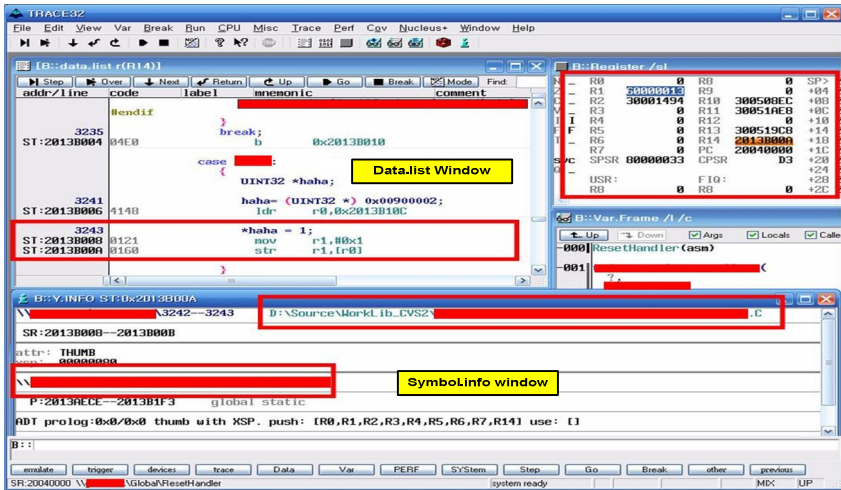 TRACE32
File Edit View Var Break Run CPU Misc Trace Perf Cov Nucleus+ Window Help
[B::data.list r(R14)]
Step Over Next Return Up Go Break Mode Find:
addr/line code label mnemonic comment
#endif
}
3235 break;
ST:2013B004 04E0 b 0x2013B010
case :
{
Data.list Window
UINT32 *haha;
3241 haha= (UINT32 *) 0x00900002;
ST:2013B006 4148 ldr r0,0x2013B10C
3243 *haha = 1;
ST:2013B008 0121 mov r1,#0x1
ST:2013B00A 0160 str r1,[r0]
}
B::Register /sl
N _ R0 0 R8 0 SP>
Z _ R1 60000013 R9 0 +04
C _ R2 30001494 R10 300508EC +08
V _ R3 0 R11 30051AE8 +0C
I I R4 0 R12 0 +10
F F R5 0 R13 300519C8 +14
T _ R6 0 R14 2013B00A +18
R7 0 PC 20040000 +1C
svc SPSR 80000033 CPSR D3 +20
Q _ +24
USR: FIQ: +28
R8 0 R8 0 +2C
B::Var.Frame /l /c
Up Down Args Locals Calle
-000 ResetHandler(asm)
-001 (
?,
B::Y.INFO ST:0x2013B00A
\\ \3242--3243 D:\Source\WorkLib_CVS2\ .C
SR:2013B008--2013B00B
attr: THUMB
xsp: 00000080
\\
Symbol.info window
P:2013AECE--2013B1F3 global static
ADT prolog:0x0/0x0 thumb with XSP. push: [R0,R1,R2,R3,R4,R5,R6,R7,R14] use: []
B::
emulate trigger devices trace Data Var PERF SYStem Step Go Break other previous
SR:20040000 \\ \Global\ResetHandler system ready MIX UP